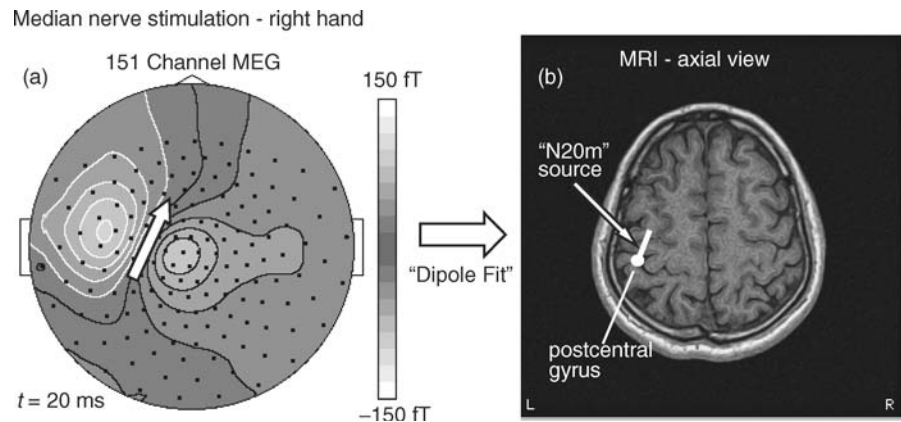 Median nerve stimulation - right hand
(a)
151 Channel MEG
150 fT
−150 fT
t = 20 ms
“Dipole Fit”
(b)
MRI - axial view
“N20m”
source
postcentral
gyrus
L
R